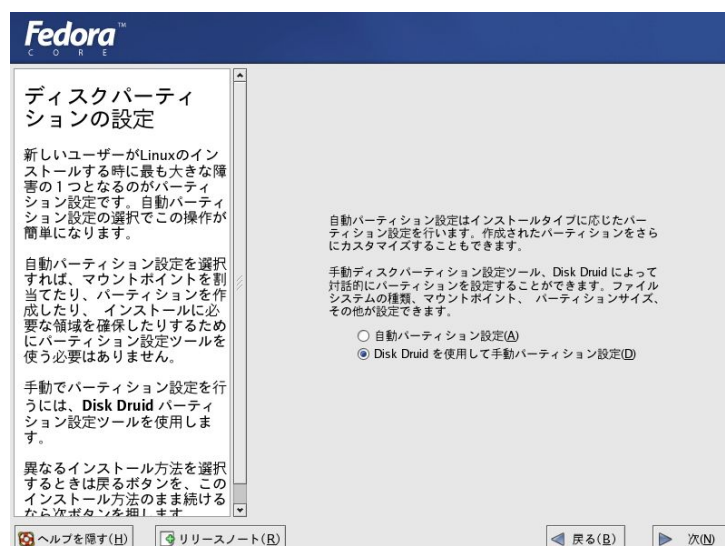 Fedora™
CORE
ディスクパーティ
ションの設定
新しいユーザーがLinuxのイン
ストールする時に最も大きな障
害の１つとなるのがパーティ
ション設定です。自動パーティ
ション設定の選択でこの操作が
簡単になります。
自動パーティション設定を選択
すれば、マウントポイントを割
当てたり、パーティションを作
成したり、 インストールに必
要な領域を確保したりするため
にパーティション設定ツールを
使う必要はありません。
手動でパーティション設定を行
うには、Disk Druid パーティ
ション設定ツールを使用しま
す。
異なるインストール方法を選択
するときは戻るボタンを、この
インストール方法のまま続ける
なら次ボタンを押します
自動パーティション設定はインストールタイプに応じたパー
ティション設定を行います。作成されたパーティションをさら
にカスタマイズすることもできます。
手動ディスクパーティション設定ツール、Disk Druid によって
対話的にパーティションを設定することができます。ファイル
システムの種類、マウントポイント、 パーティションサイズ、
その他が設定できます。
自動パーティション設定(A)
Disk Druid を使用して手動パーティション設定(D)
ヘルプを隠す(H)
リリースノート(R)
戻る(B)
次(N)